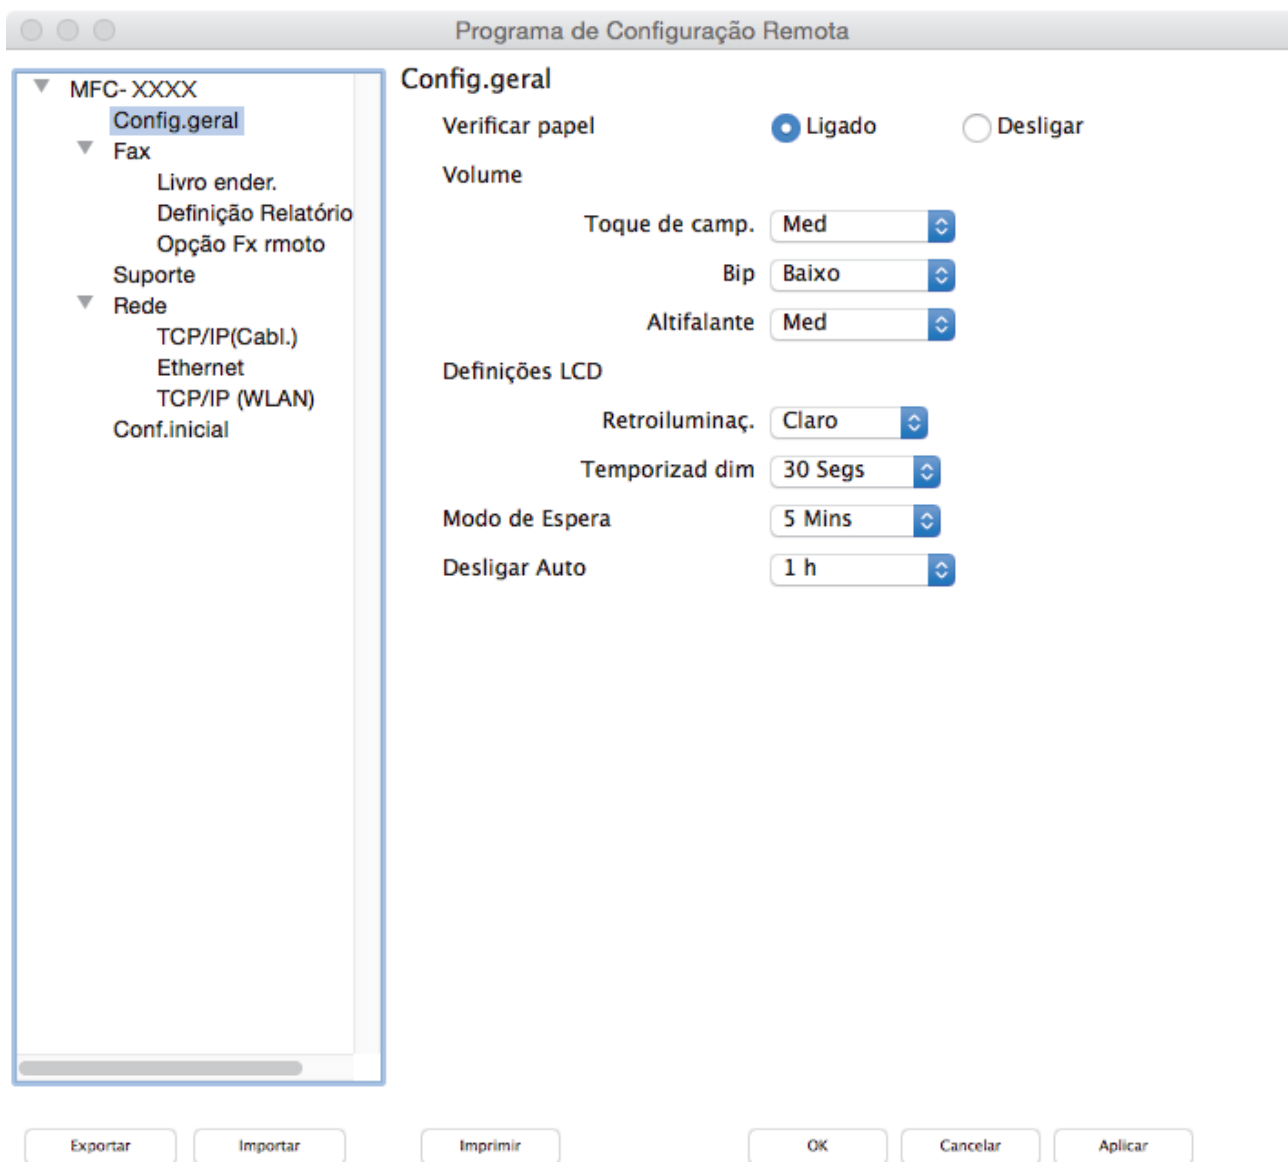 Programa de Configuração Remota
MFC- XXXX
Config.geral
Fax
Livro ender.
Definição Relatório
Opção Fx rmoto
Suporte
Rede
TCP/IP(Cabl.)
Ethernet
TCP/IP (WLAN)
Conf.inicial
Config.geral
Verificar papel Ligado Desligar
Volume
Toque de camp. Med
Bip Baixo
Altifalante Med
Definições LCD
Retroiluminaç. Claro
Temporizad dim 30 Segs
Modo de Espera 5 Mins
Desligar Auto 1 h
Exportar Importar Imprimir OK Cancelar Aplicar